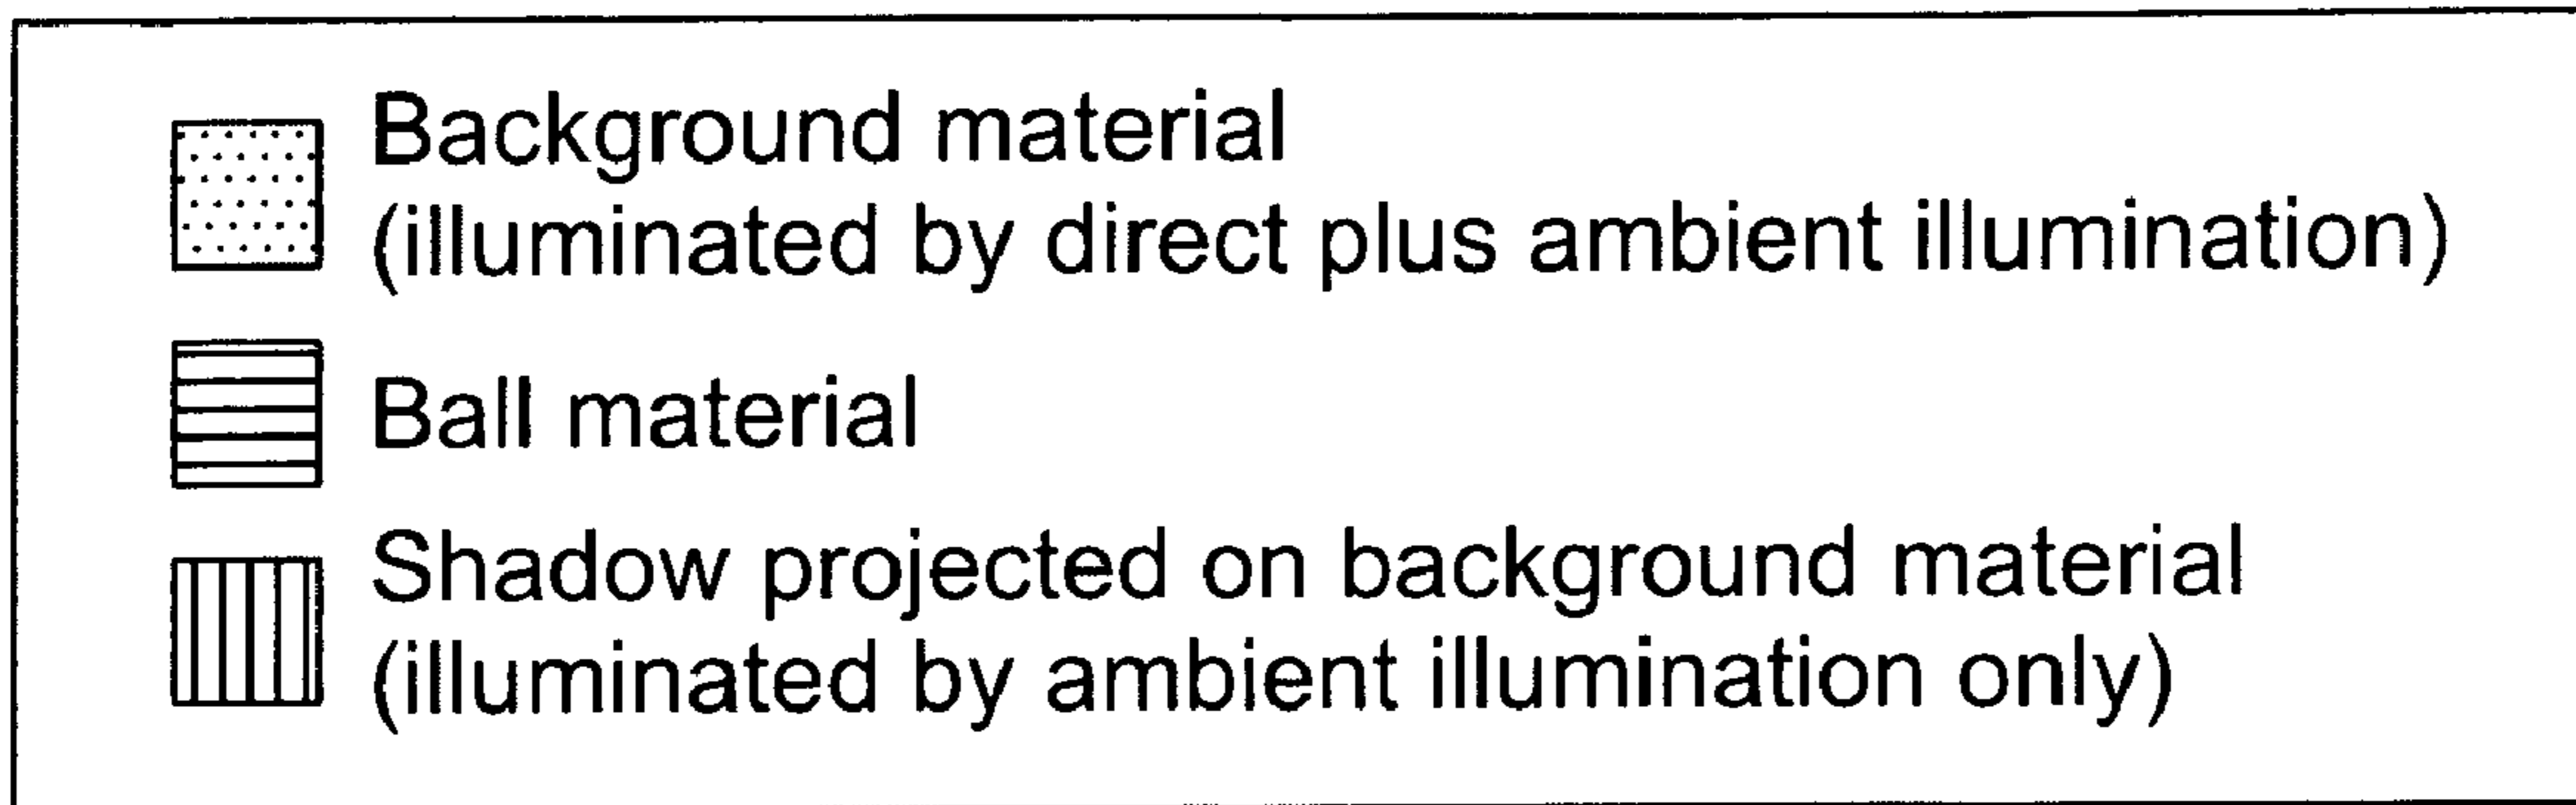 Background material
(illuminated by direct plus ambient illumination)
Ball material
Shadow projected on background material
(illuminated by ambient illumination only)